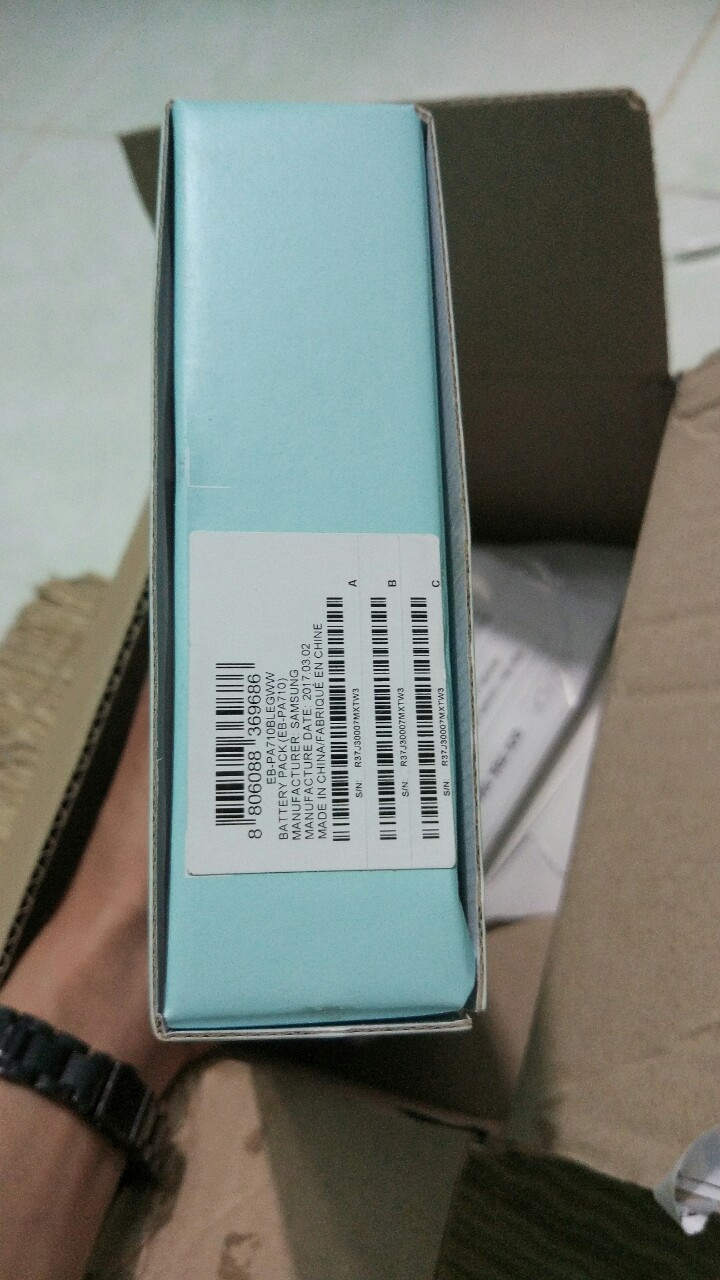 8 806088 369686
EB-PA710BLEGWW
BATTERY PACK (EB-PA710)
MANUFACTURER: SAMSUNG
MANUFACTURE DATE: 2017.03.02
MADE IN CHINA/FABRIQUÉ EN CHINE
A
S/N: R37J30007MXTW3
B
S/N: R37J30007MXTW3
C
S/N: R37J30007MXTW3